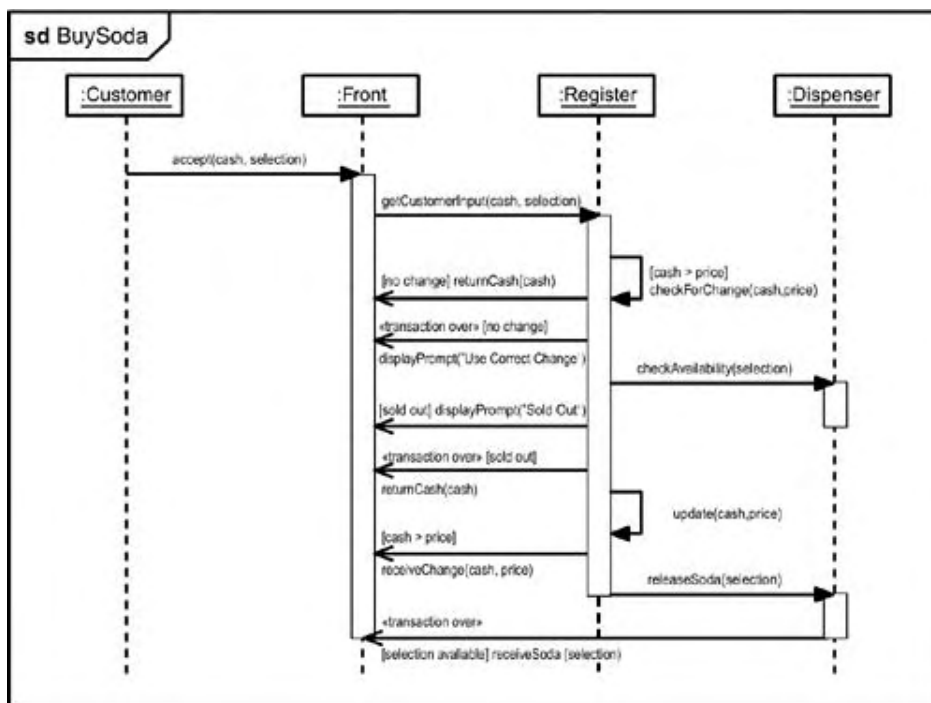 sd BuySoda
:Customer
:Front
:Register
:Dispenser
accept(cash, selection)
getCustomerInput(cash, selection)
[cash > price]
checkForChange(cash,price)
[no change] returnCash(cash)
«transaction over» [no change]
displayPrompt("Use Correct Change")
checkAvailability(selection)
[sold out] displayPrompt("Sold Out")
«transaction over» [sold out]
returnCash(cash)
update(cash,price)
[cash > price]
receiveChange(cash, price)
releaseSoda(selection)
«transaction over»
[selection available] receiveSoda (selection)